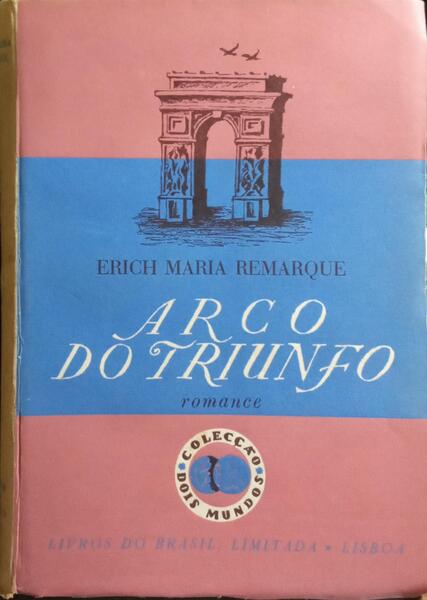 ERICH MARIA REMARQUE
ARCO
DO TRIUNFO
romance
COLECÇÃO
DOIS MUNDOS
LIVROS DO BRASIL, LIMITADA * LISBOA